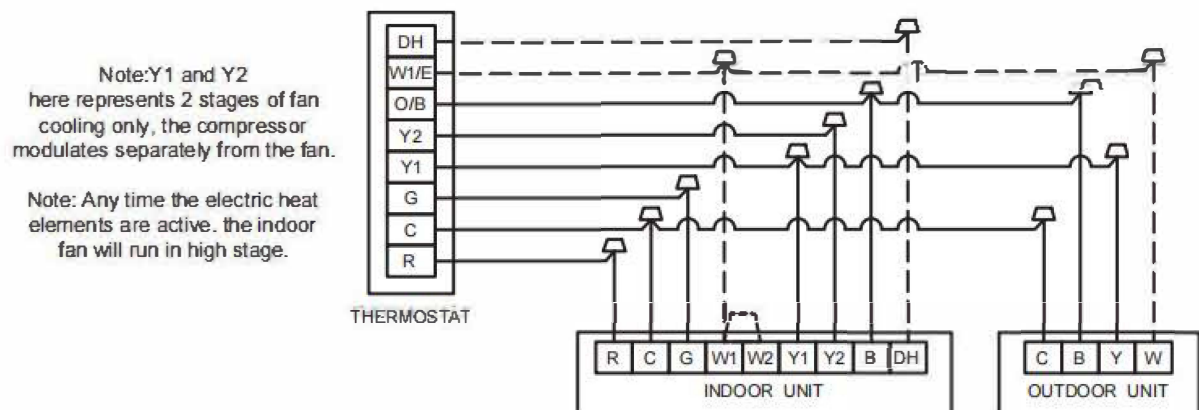 Note:Y1 and Y2
here represents 2 stages of fan
cooling only, the compressor
modulates separately from the fan.
Note: Any time the electric heat
elements are active. the indoor
fan will run in high stage.
DH
W1/E
O/B
Y2
Y1
G
C
R
THERMOSTAT
R C G W1 W2 Y1 Y2 B DH
INDOOR UNIT
C B Y W
OUTDOOR UNIT